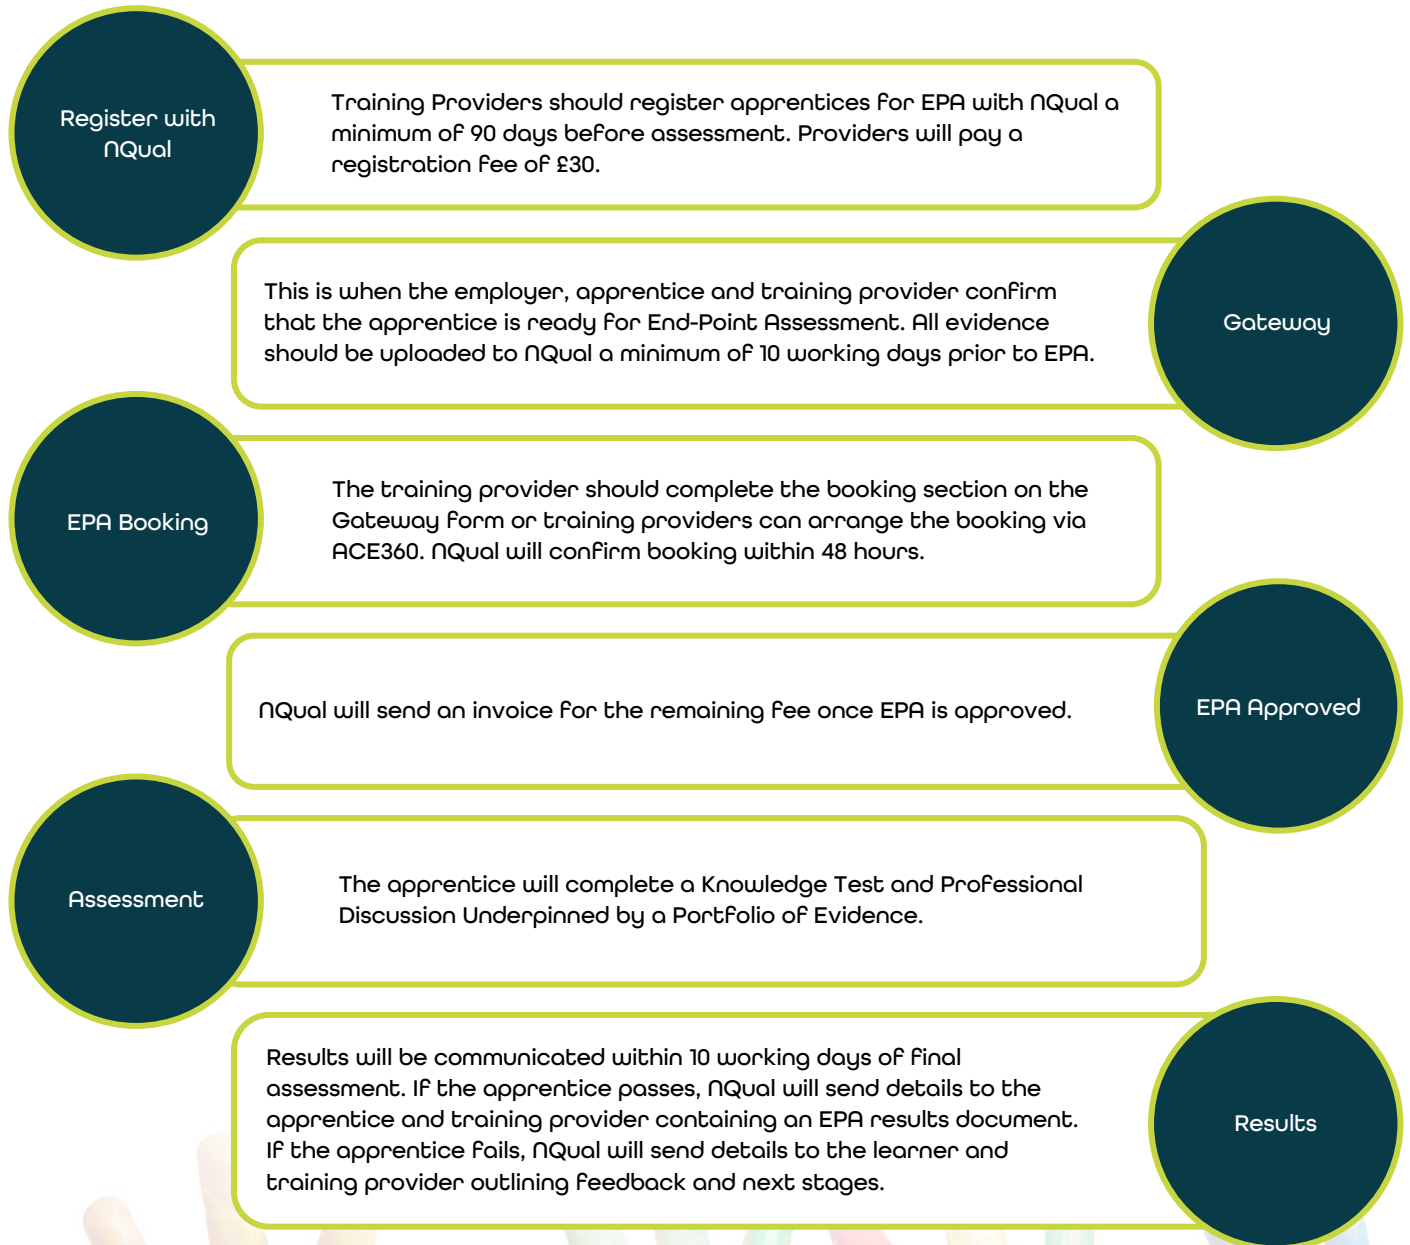 Register with
NQual
Training Providers should register apprentices for EPA with NQual a
minimum of 90 days before assessment. Providers will pay a
registration fee of £30.
This is when the employer, apprentice and training provider confirm
that the apprentice is ready for End-Point Assessment. All evidence
should be uploaded to NQual a minimum of 10 working days prior to EPA.
Gateway
EPA Booking
The training provider should complete the booking section on the
Gateway form or training providers can arrange the booking via
ACE360. NQual will confirm booking within 48 hours.
NQual will send an invoice for the remaining fee once EPA is approved.
EPA Approved
Assessment
The apprentice will complete a Knowledge Test and Professional
Discussion Underpinned by a Portfolio of Evidence.
Results will be communicated within 10 working days of final
assessment. If the apprentice passes, NQual will send details to the
apprentice and training provider containing an EPA results document.
If the apprentice fails, NQual will send details to the learner and
training provider outlining feedback and next stages.
Results